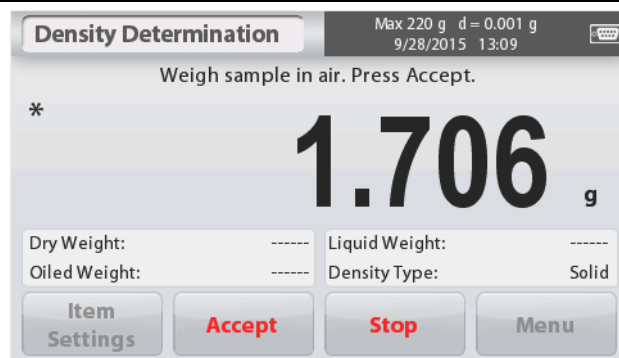 Density Determination
Max 220 g d = 0.001 g
9/28/2015 13:09
Weigh sample in air. Press Accept.
*
1.706 g
Dry Weight: ------ Liquid Weight: ------
Oiled Weight: ------ Density Type: Solid
Item Settings Accept Stop Menu